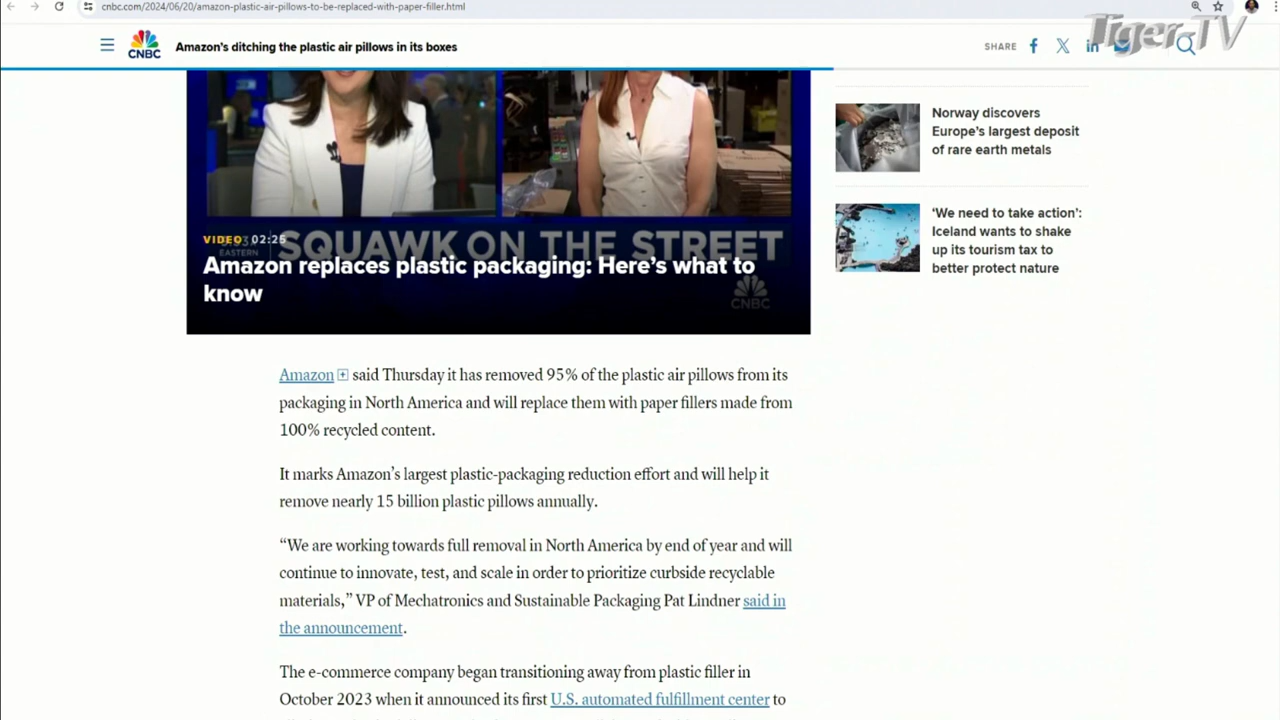 cnbc.com/2024/06/20/amazon-plastic-air-pillows-to-be-replaced-with-paper-filler.html
TigerTV
CNBC
Amazon’s ditching the plastic air pillows in its boxes
SHARE
Norway discovers
Europe’s largest deposit
of rare earth metals
‘We need to take action’:
Iceland wants to shake
up its tourism tax to
better protect nature
VIDEO 02:25
EASTERN
SQUAWK ON THE STREET
Amazon replaces plastic packaging: Here’s what to
know
CNBC
Amazon said Thursday it has removed 95% of the plastic air pillows from its
packaging in North America and will replace them with paper fillers made from
100% recycled content.
It marks Amazon’s largest plastic-packaging reduction effort and will help it
remove nearly 15 billion plastic pillows annually.
“We are working towards full removal in North America by end of year and will
continue to innovate, test, and scale in order to prioritize curbside recyclable
materials,” VP of Mechatronics and Sustainable Packaging Pat Lindner said in
the announcement.
The e-commerce company began transitioning away from plastic filler in
October 2023 when it announced its first U.S. automated fulfillment center to